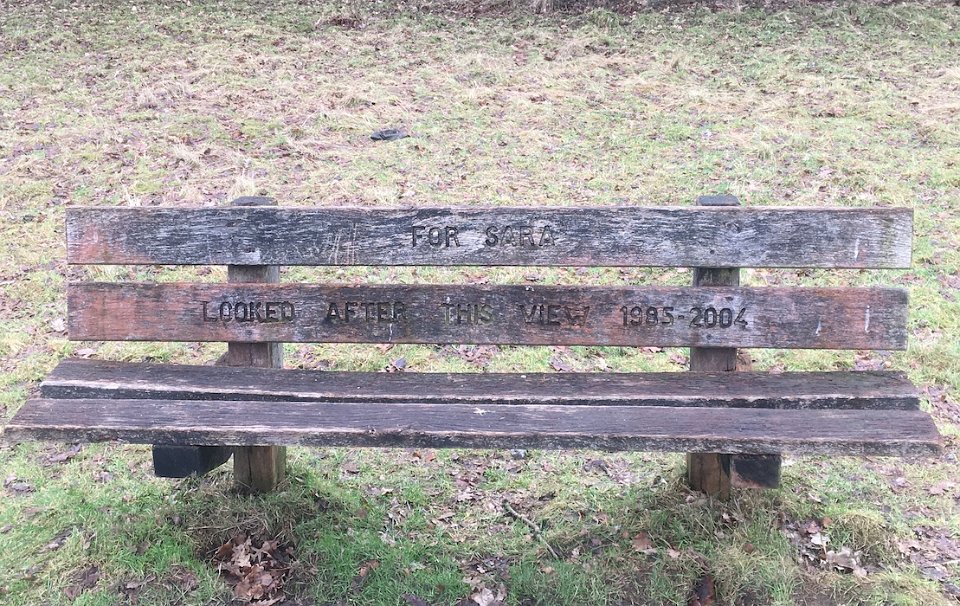 FOR SARA
LOOKED AFTER THIS VIEW 1985-2004